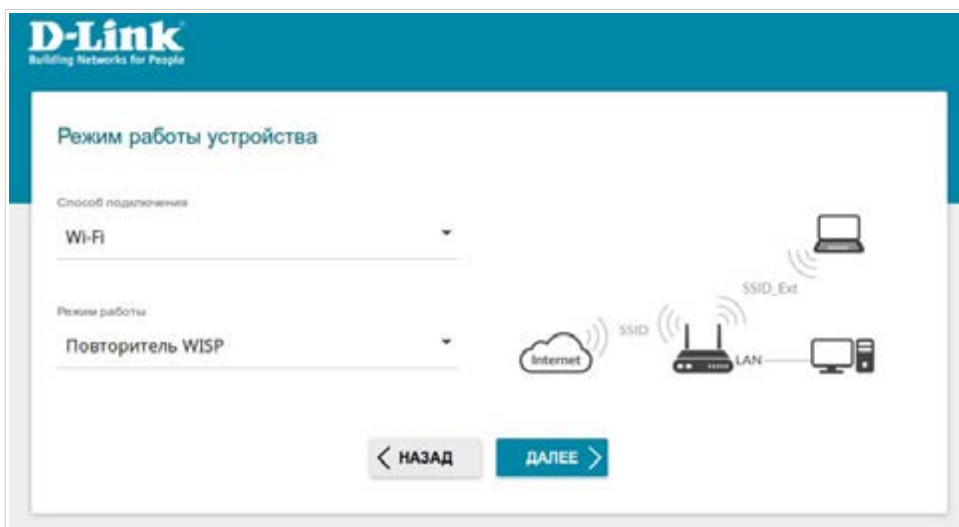 D-Link
Building Networks for People
Режим работы устройства
Способ подключения
Wi-Fi
Режим работы
Повторитель WISP
SSID_Ext
SSID
Internet
LAN
НАЗАД
ДАЛЕЕ